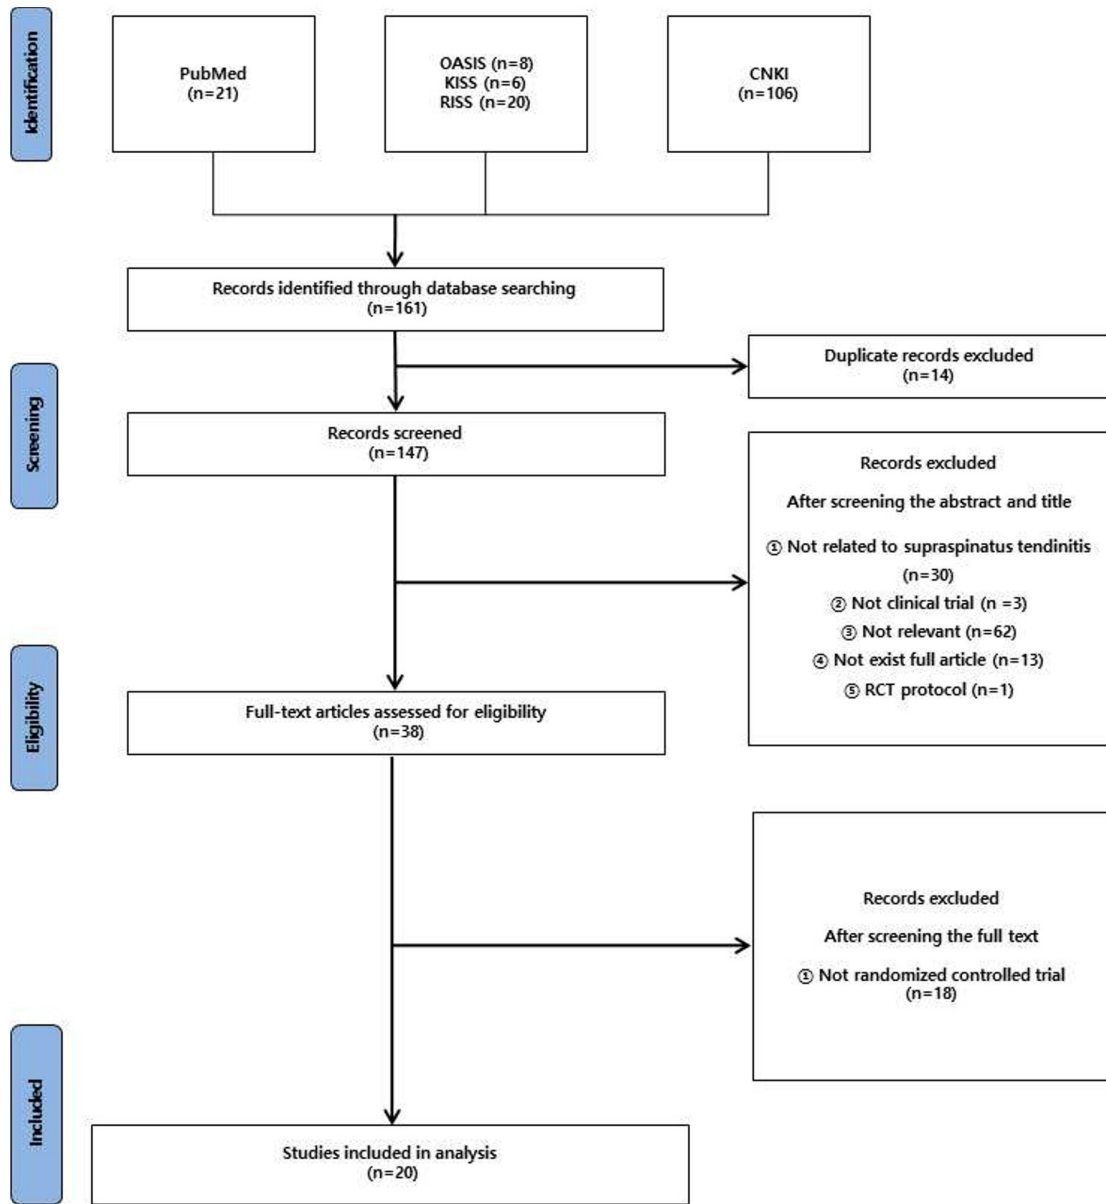 Identification
PubMed
(n=21)
OASIS (n=8)
KISS (n=6)
RISS (n=20)
CNKI
(n=106)
Records identified through database searching
(n=161)
Screening
Duplicate records excluded
(n=14)
Records screened
(n=147)
Records excluded
After screening the abstract and title
① Not related to supraspinatus tendinitis
(n=30)
② Not clinical trial (n =3)
③ Not relevant (n=62)
④ Not exist full article (n=13)
⑤ RCT protocol (n=1)
Eligibility
Full-text articles assessed for eligibility
(n=38)
Records excluded
After screening the full text
① Not randomized controlled trial
(n=18)
Included
Studies included in analysis
(n=20)